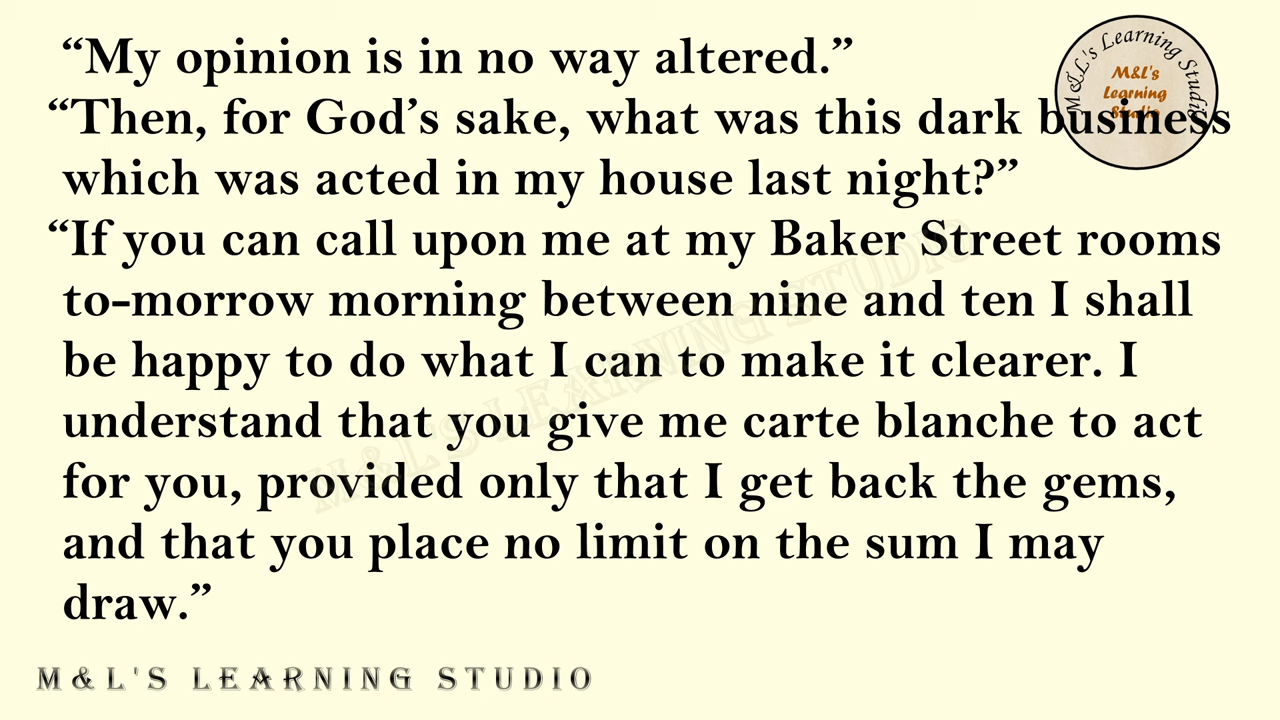 “My opinion is in no way altered.”
“Then, for God’s sake, what was this dark business
which was acted in my house last night?”
“If you can call upon me at my Baker Street rooms
to-morrow morning between nine and ten I shall
be happy to do what I can to make it clearer. I
understand that you give me carte blanche to act
for you, provided only that I get back the gems,
and that you place no limit on the sum I may
draw.”
M&L's Learning Studio
M&L's
Learning
Studio
M&L'S LEARNING STUDIO
M&L'S LEARNING STUDIO